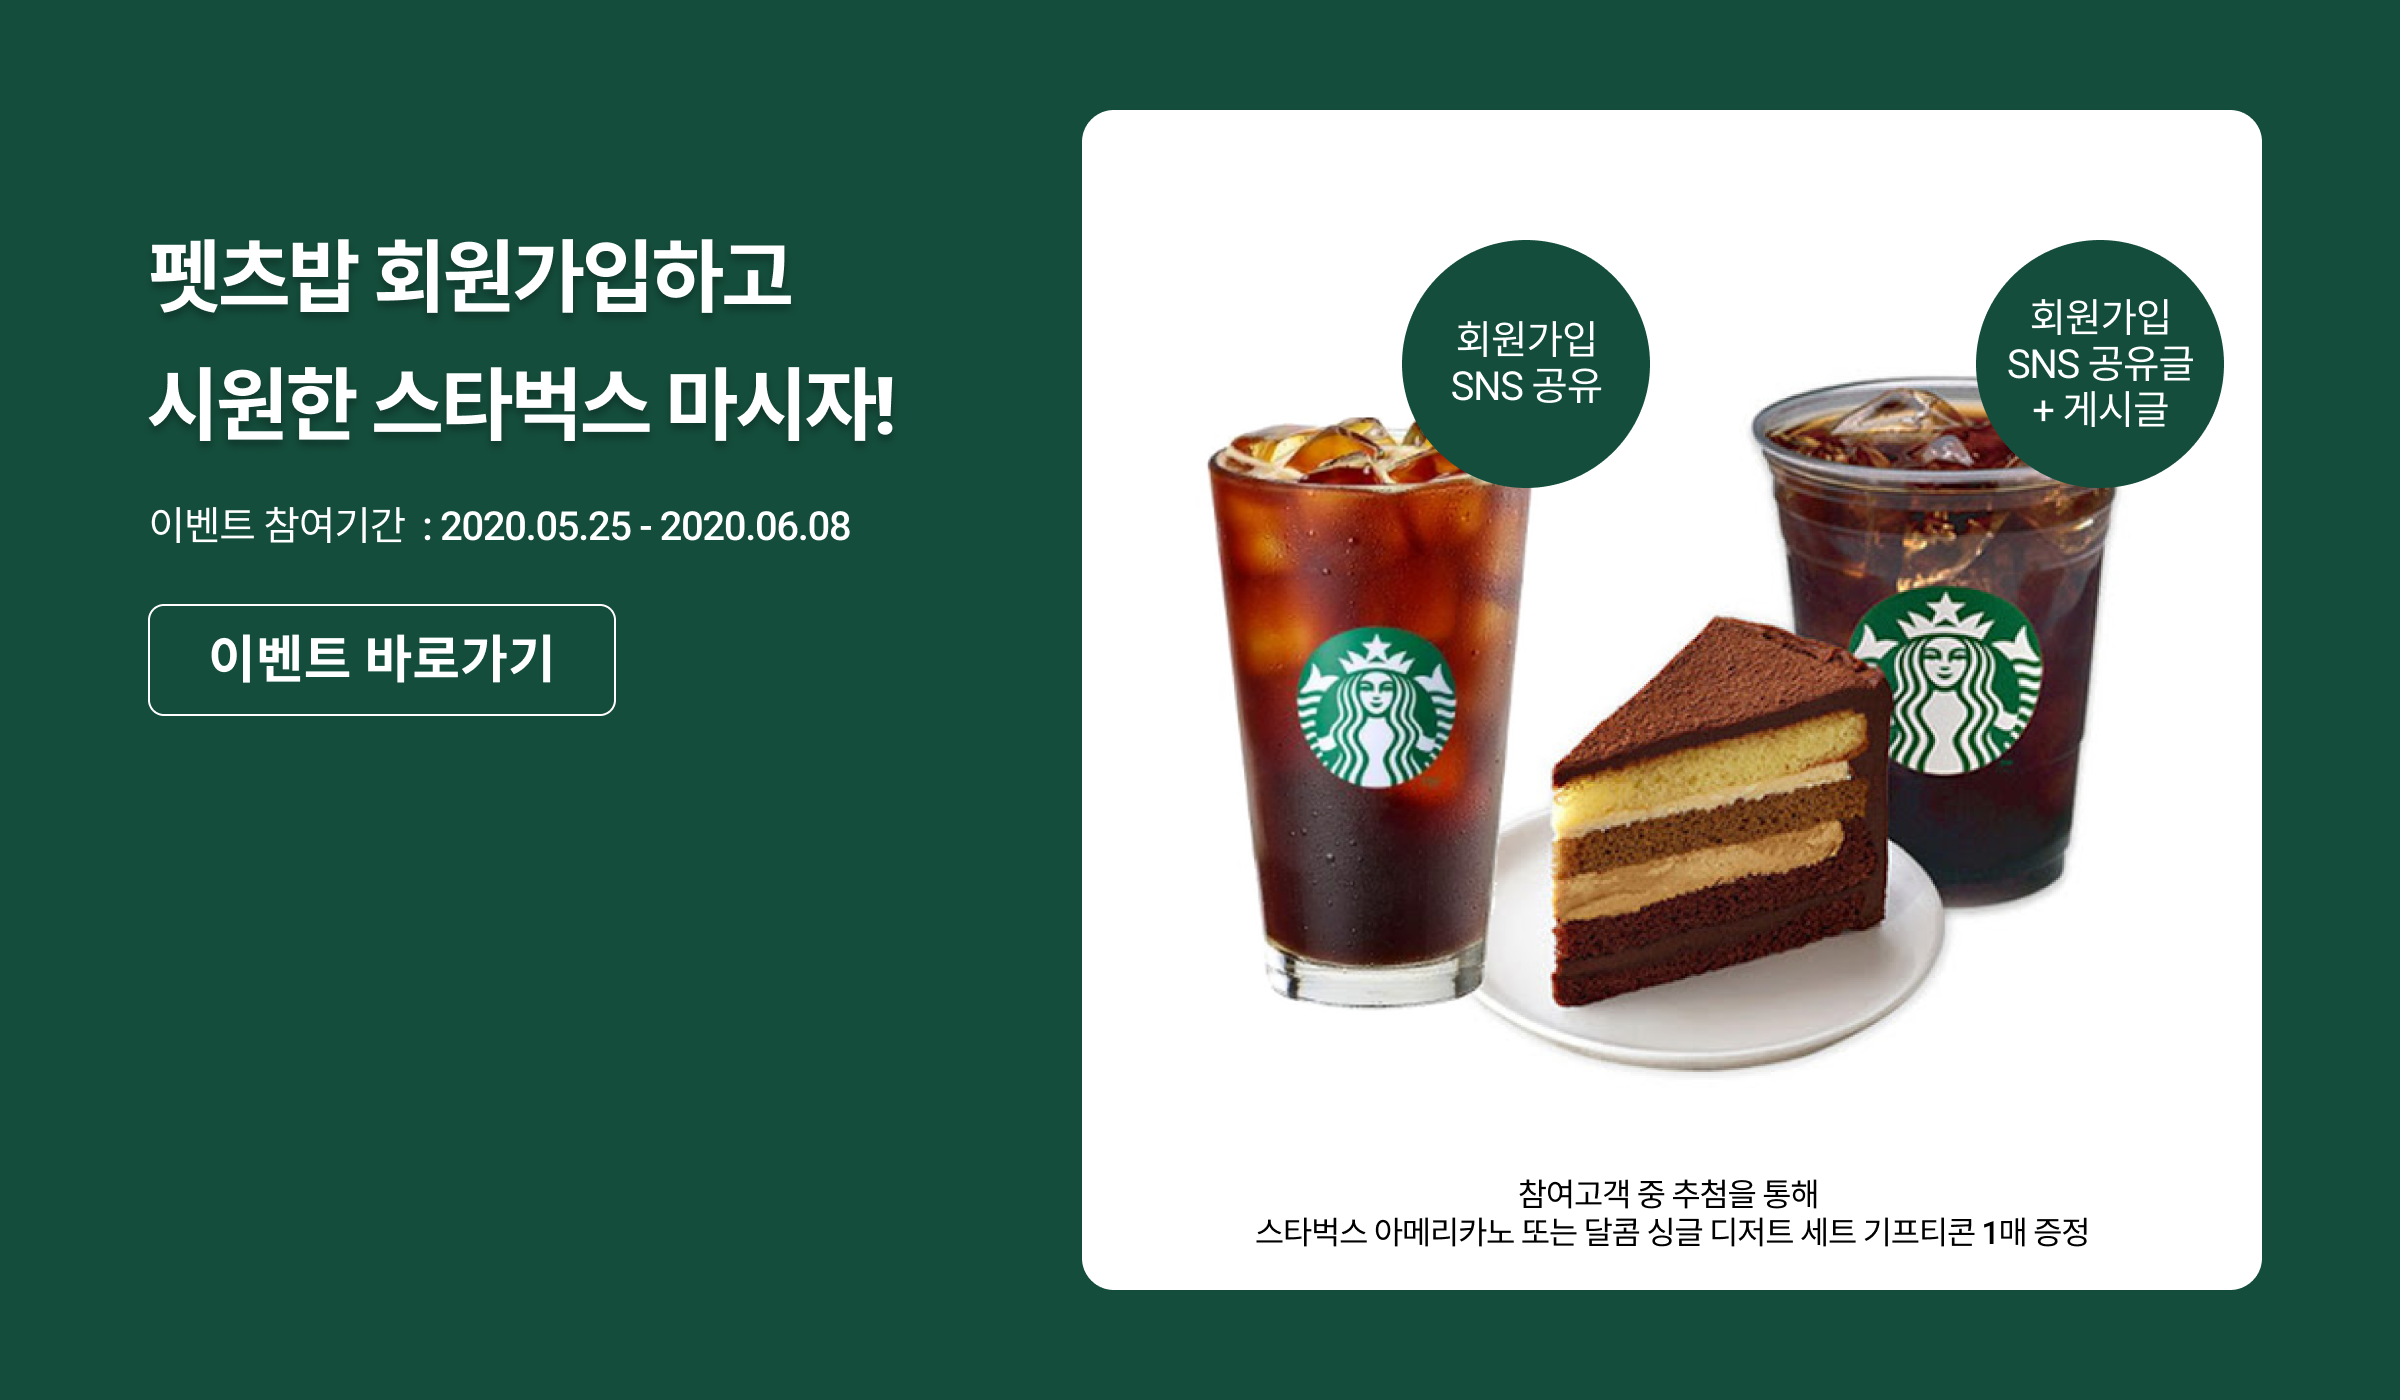 펫츠밥 회원가입하고
시원한 스타벅스 마시자!
이벤트 참여기간 : 2020.05.25 - 2020.06.08
이벤트 바로가기
회원가입
SNS 공유
회원가입
SNS 공유글
+ 게시글
참여고객 중 추첨을 통해
스타벅스 아메리카노 또는 달콤 싱글 디저트 세트 기프티콘 1매 증정